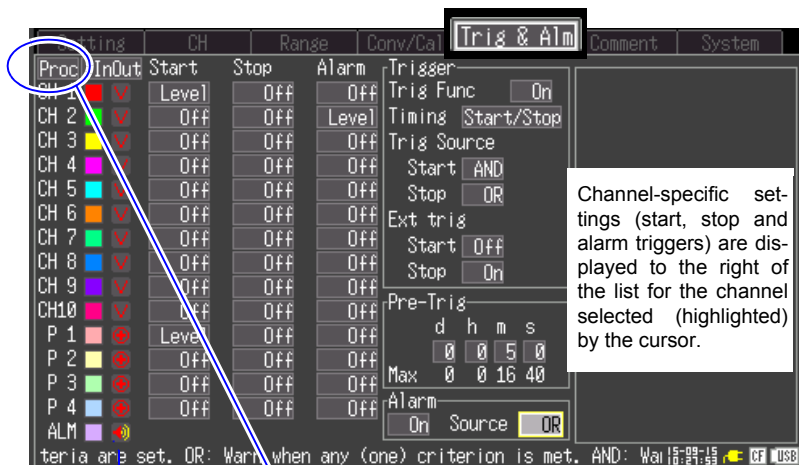 Setting CH Range Conv/Cal Trig & Alm Comment System
Proc InOut Start Stop Alarm
CH 1 Level Off Off
CH 2 Off Off Level
CH 3 Off Off Off
CH 4 Off Off Off
CH 5 Off Off Off
CH 6 Off Off Off
CH 7 Off Off Off
CH 8 Off Off Off
CH 9 Off Off Off
CH10 Off Off Off
P 1 Level Off Off
P 2 Off Off Off
P 3 Off Off Off
P 4 Off Off Off
ALM
Trigger
Trig Func On
Timing Start/Stop
Trig Source
Start AND
Stop OR
Ext trig
Start Off
Stop On
Pre-Trig
d h m s
0 0 5 0
Max 0 0 16 40
Alarm
On Source OR
Channel-specific set-
tings (start, stop and
alarm triggers) are dis-
played to the right of
the list for the channel
selected (highlighted)
by the cursor.
teria are set. OR: Warn when any (one) criterion is met. AND: War
CF USB